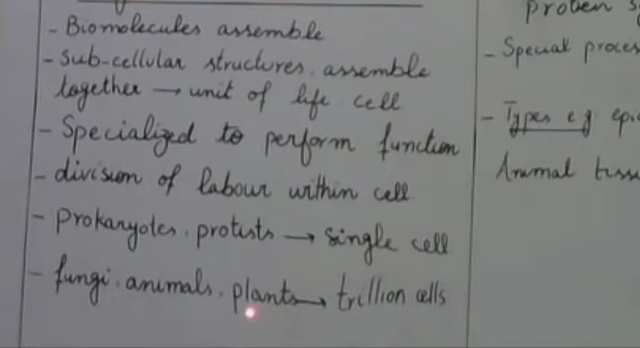 - Biomolecules assemble
- Sub-cellular structures, assemble
together → unit of life cell
- Specialized to perform function
- division of labour within cell
- Prokaryotes, protists → single cell
- fungi, animals, plants → trillion cells
- Special
- Types e.g.
Animal